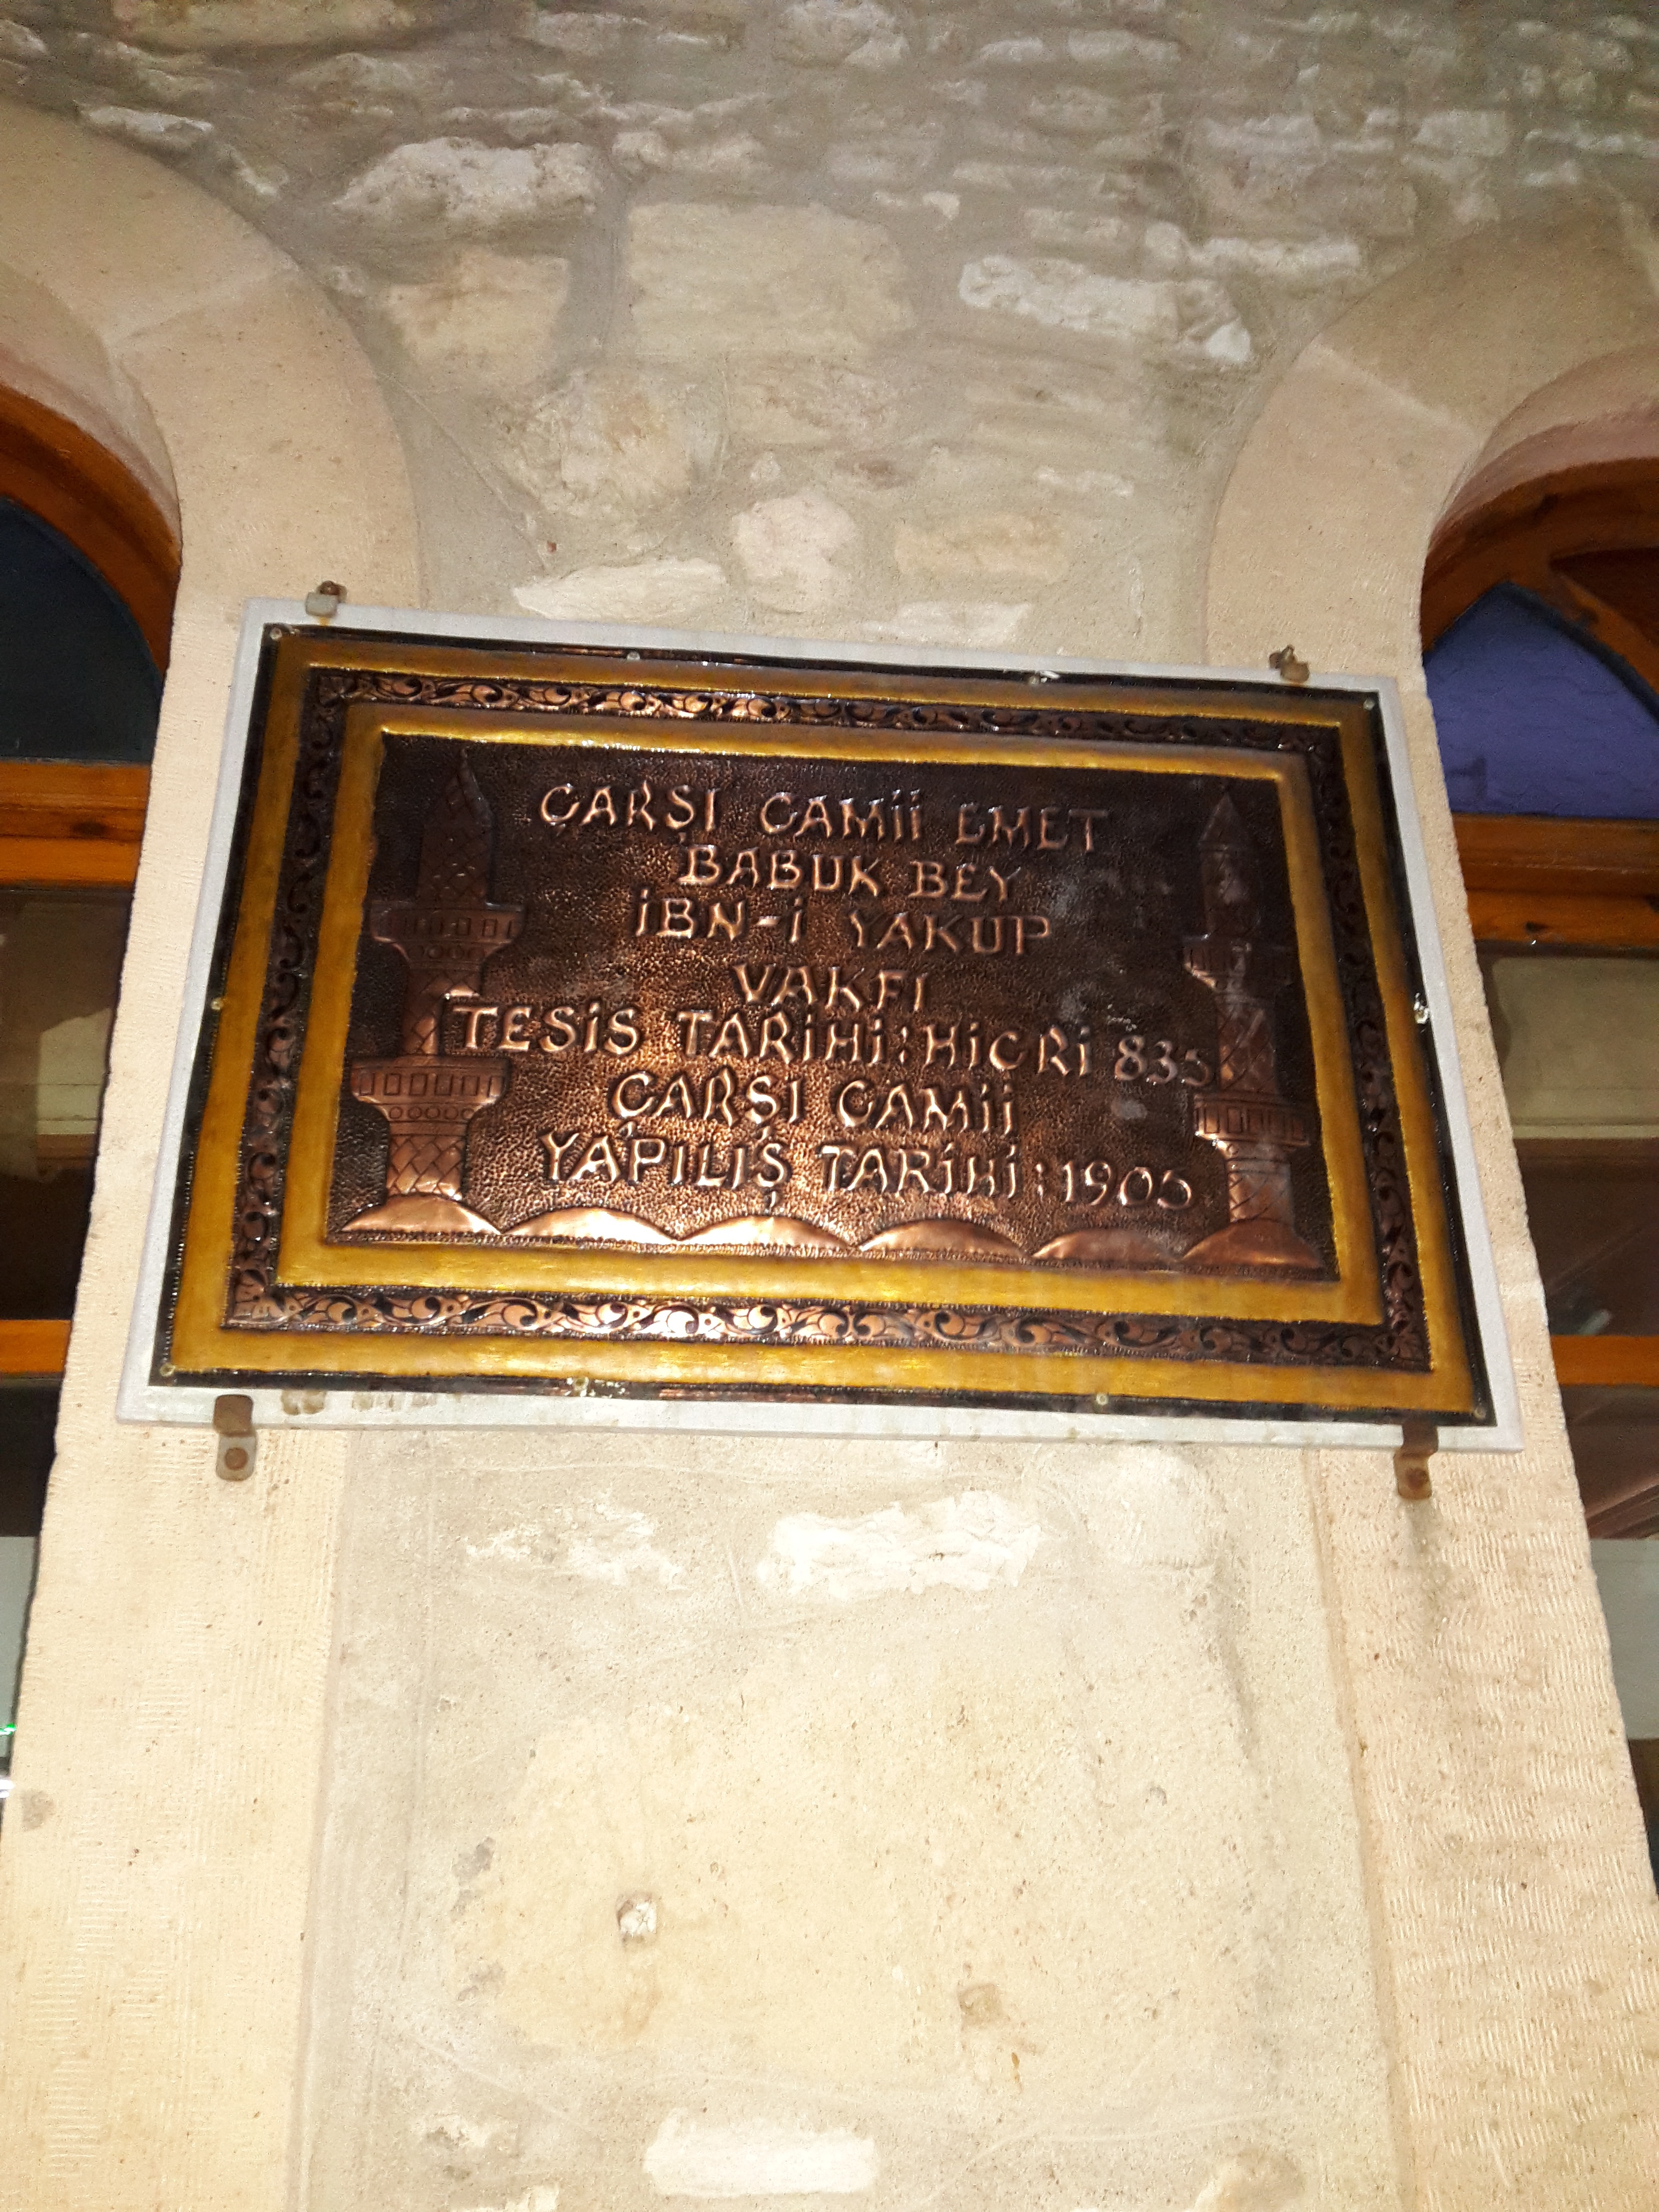 ÇARŞI CAMİİ EMET
BABUK BEY
İBN-İ YAKUP
VAKFI
TESİS TARİHİ: HİCRİ 835
ÇARŞI CAMİİ
YAPILIŞ TARİHİ: 1905